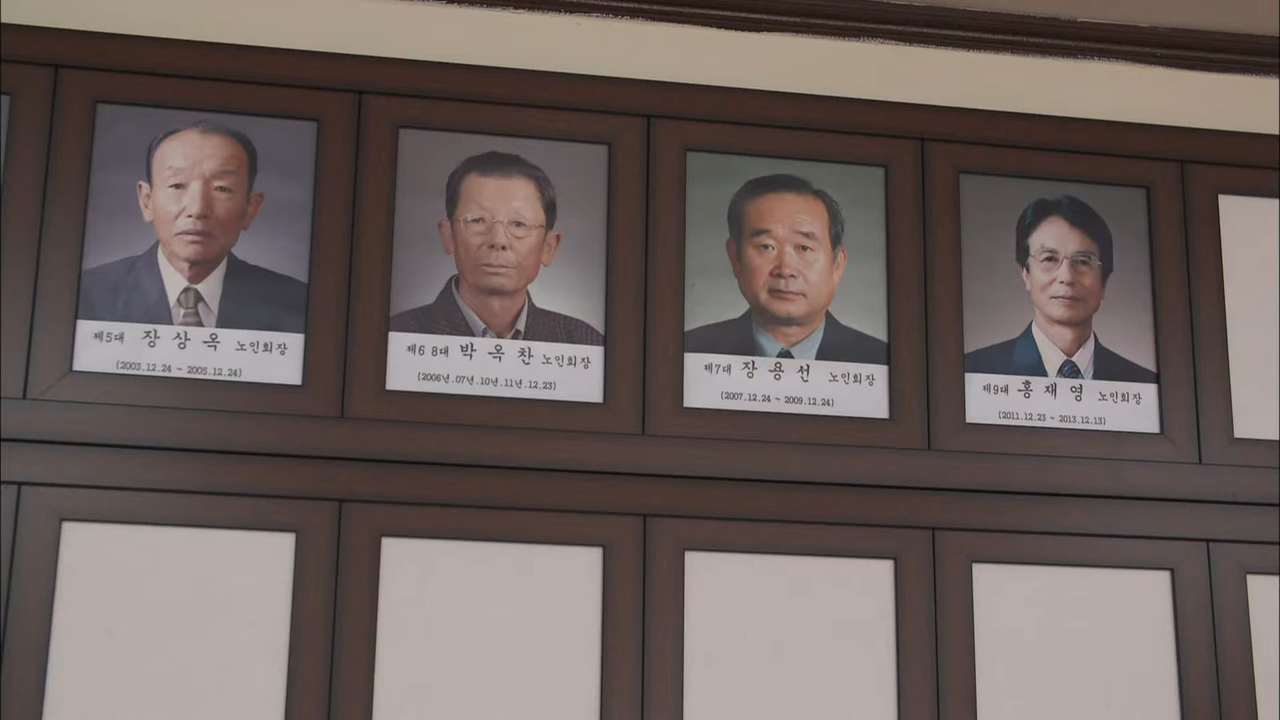 제5대 장상옥 노인회장
(2003.12.24 ~ 2005.12.24)
제6 8대 박옥찬 노인회장
(2006년.07년.10년.11년.12.23)
제7대 장용선 노인회장
(2007.12.24 ~ 2009.12.24)
제9대 홍재영 노인회장
(2011.12.23 ~ 2013.12.13)